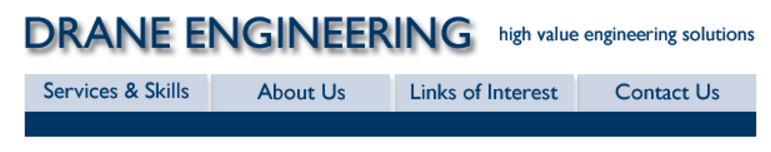 DRANE ENGINEERING high value engineering solutions
Services & Skills About Us Links of Interest Contact Us